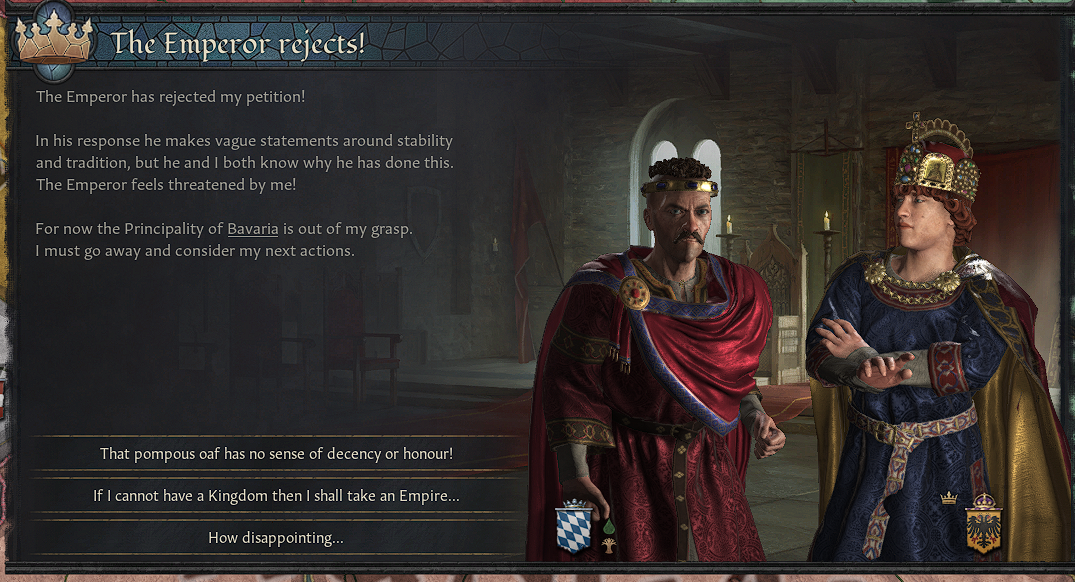 The Emperor rejects!
The Emperor has rejected my petition!
In his response he makes vague statements around stability
and tradition, but he and I both know why he has done this.
The Emperor feels threatened by me!
For now the Principality of Bavaria is out of my grasp.
I must go away and consider my next actions.
That pompous oaf has no sense of decency or honour!
If I cannot have a Kingdom then I shall take an Empire...
How disappointing...